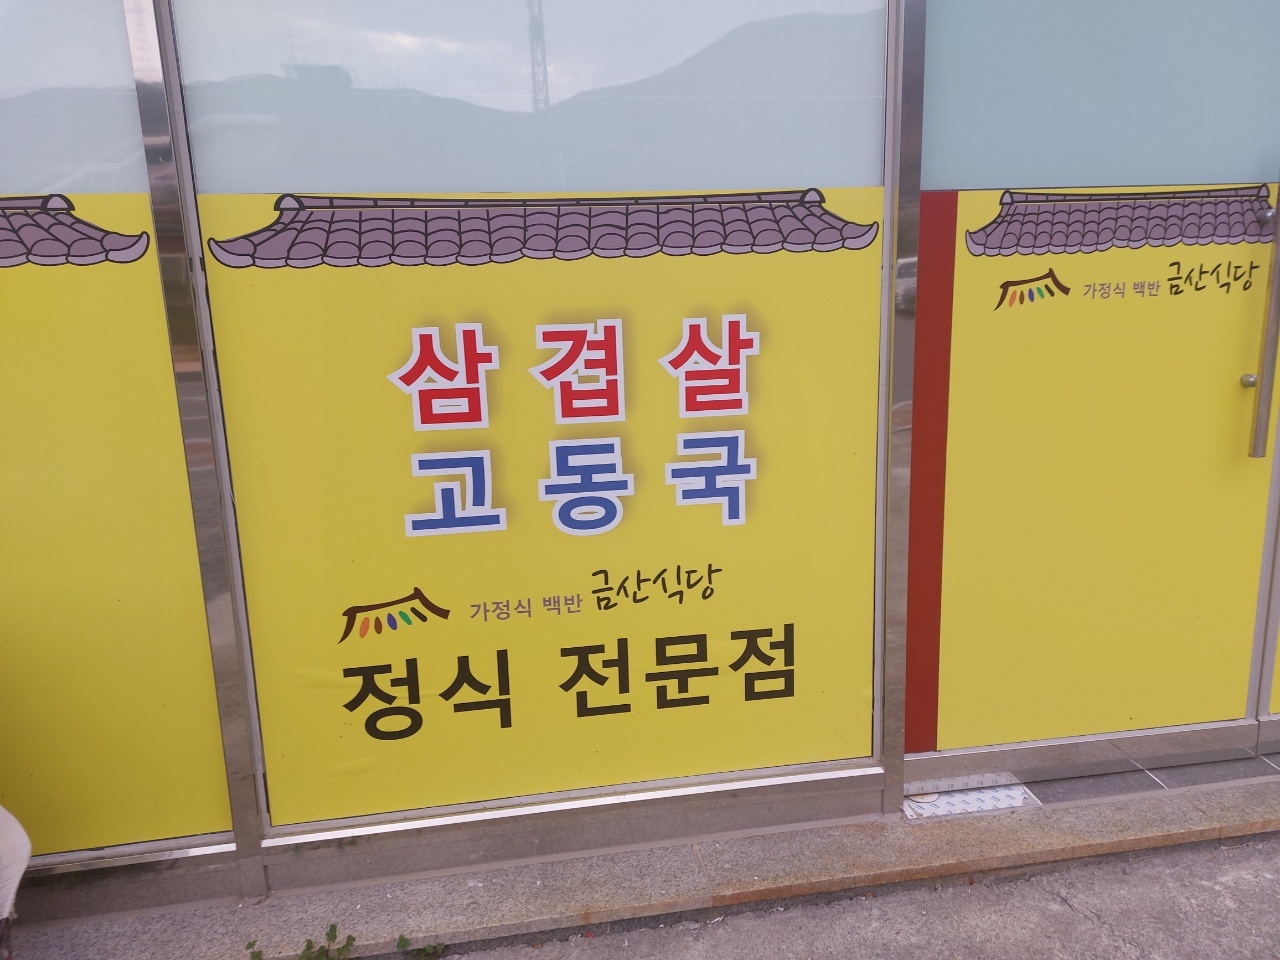 삼겹살
고동국
가정식 백반 금산식당
정식 전문점
가정식 백반 금산식당